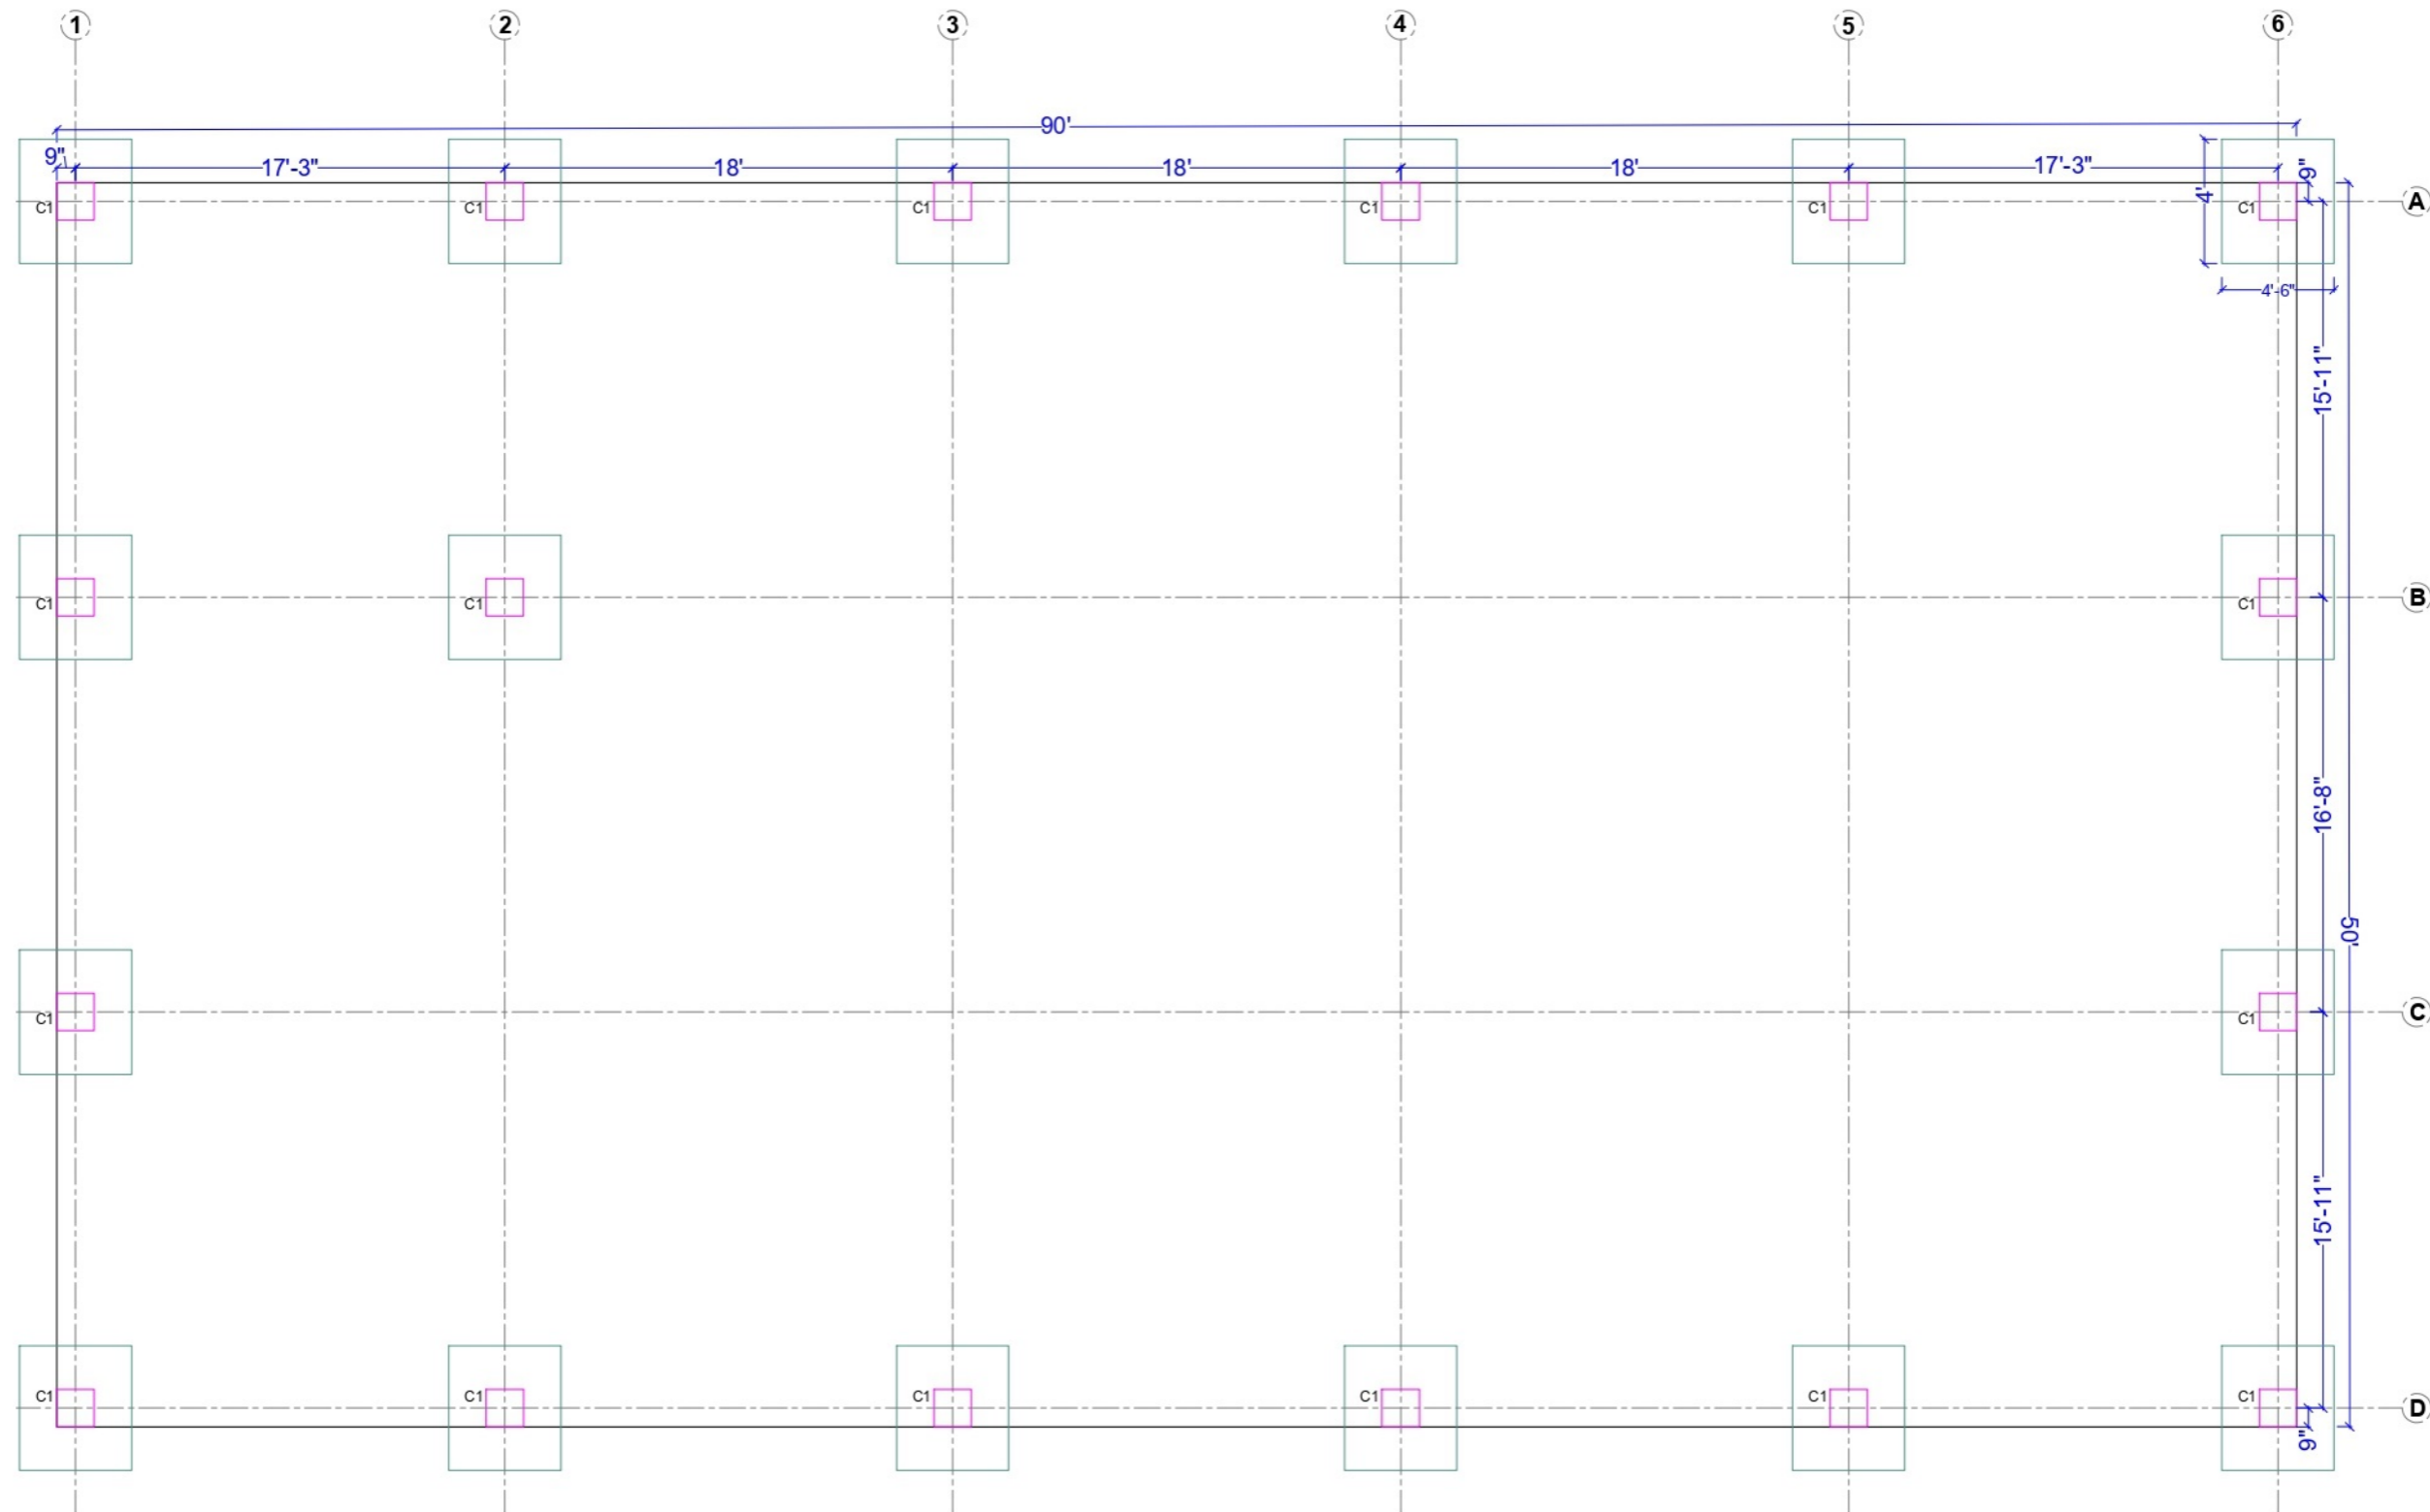 1 2 3 4 5 6
90'
9" 17'-3" 18' 18' 18' 17'-3" 9"
4'
C1 C1 C1 C1 C1 C1 A
4'-6"
15'-11"
C1 C1 C1 B
16'-8"
50'
C1 C1 C
15'-11"
C1 C1 C1 C1 C1 C1 D
9"